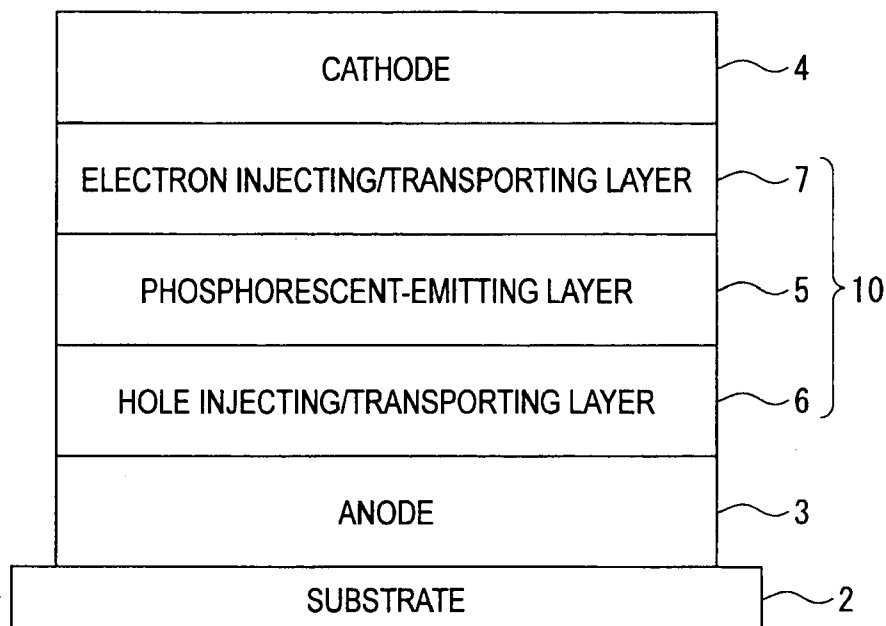 CATHODE 4
ELECTRON INJECTING/TRANSPORTING LAYER 7
PHOSPHORESCENT-EMITTING LAYER 5 10
HOLE INJECTING/TRANSPORTING LAYER 6
ANODE 3
SUBSTRATE 2